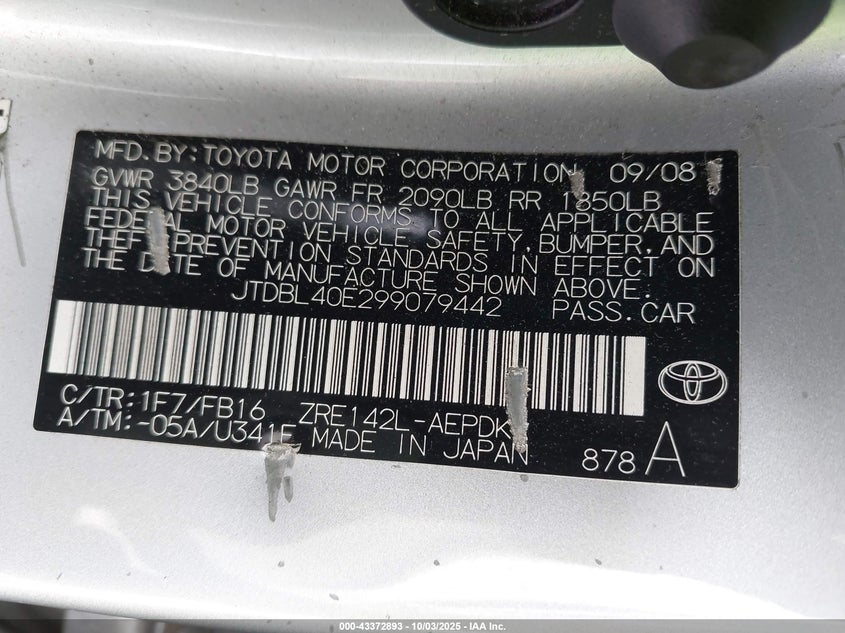 MFD. BY: TOYOTA MOTOR CORPORATION 09/08
GVWR 3840LB GAWR FR 2090LB RR 1850LB
THIS VEHICLE CONFORMS TO ALL APPLICABLE
FEDERAL MOTOR VEHICLE SAFETY, BUMPER, AND
THEFT PREVENTION STANDARDS IN EFFECT ON
THE DATE OF MANUFACTURE SHOWN ABOVE.
JTDBL40E299079442 PASS. CAR
C/TR: 1F7/FB16 ZRE142L-AEPDK
A/TM: -05A/U341E MADE IN JAPAN 878 A
000-43372893 - 10/03/2025 - IAA Inc.